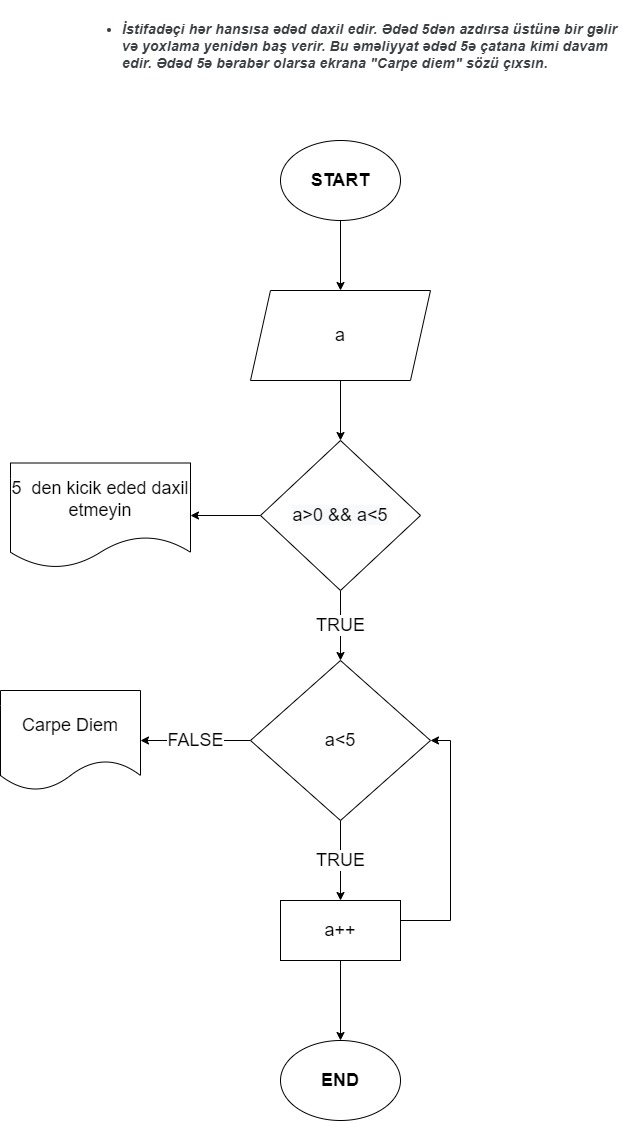 İstifadəçi hər hansısa ədəd daxil edir. Ədəd 5dən azdırsa üstünə bir gəlir
və yoxlama yenidən baş verir. Bu əməliyyat ədəd 5ə çatana kimi davam
edir. Ədəd 5ə bərabər olarsa ekrana "Carpe diem" sözü çıxsın.
START
a
a>0 && a<5
5  den kicik eded daxil
etmeyin
TRUE
a<5
FALSE
Carpe Diem
TRUE
a++
END